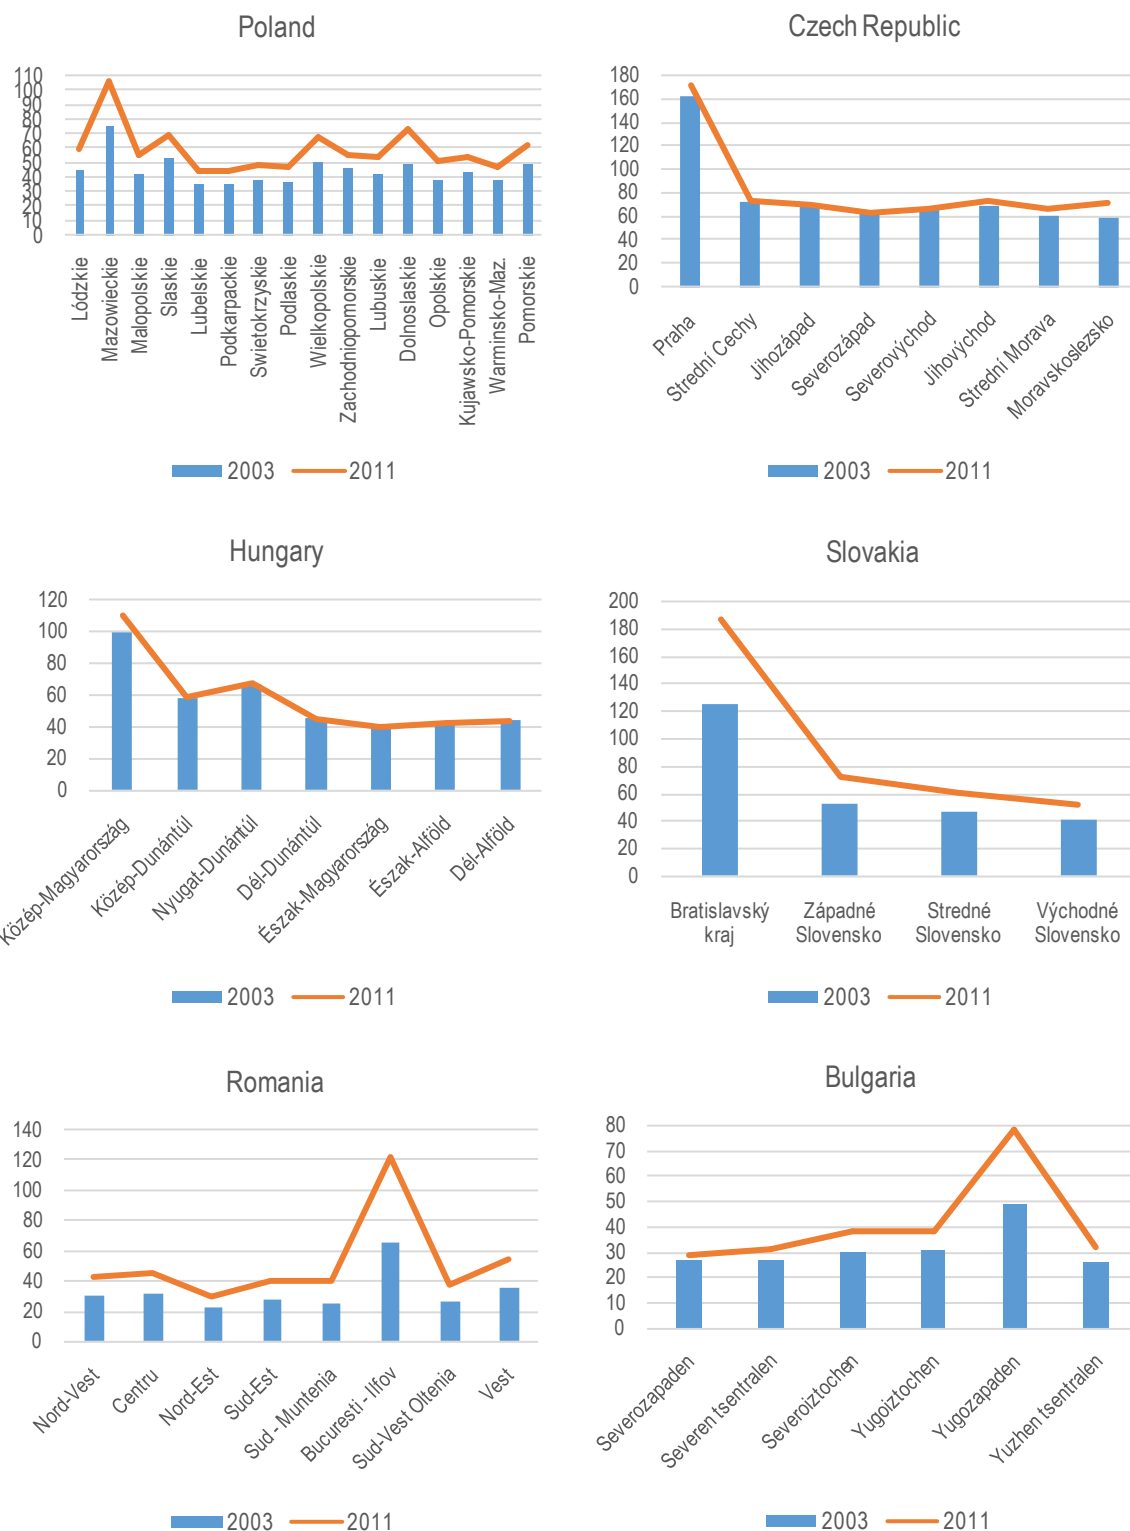 Poland
110
100
90
80
70
60
50
40
30
20
10
0
Lódzkie
Mazowieckie
Malopolskie
Slaskie
Lubelskie
Podkarpackie
Swietokrzyskie
Podlaskie
Wielkopolskie
Zachodniopomorskie
Lubuskie
Dolnoslaskie
Opolskie
Kujawsko-Pomorskie
Warminsko-Maz.
Pomorskie
2003 2011
Czech Republic
180
160
140
120
100
80
60
40
20
0
Praha
Strední Cechy
Jihozápad
Severozápad
Severovýchod
Jihovýchod
Strední Morava
Moravskoslezsko
2003 2011
Hungary
120
100
80
60
40
20
0
Közép-Magyarország
Közép-Dunántúl
Nyugat-Dunántúl
Dél-Dunántúl
Észak-Magyarország
Észak-Alföld
Dél-Alföld
2003 2011
Slovakia
200
180
160
140
120
100
80
60
40
20
0
Bratislavský
kraj
Západné
Slovensko
Stredné
Slovensko
Východné
Slovensko
2003 2011
Romania
140
120
100
80
60
40
20
0
Nord-Vest
Centru
Nord-Est
Sud-Est
Sud - Muntenia
Bucuresti - Ilfov
Sud-Vest Oltenia
Vest
2003 2011
Bulgaria
80
70
60
50
40
30
20
10
0
Severozapaden
Severen tsentralen
Severoiztochen
Yugoiztochen
Yugozapaden
Yuzhen tsentralen
2003 2011